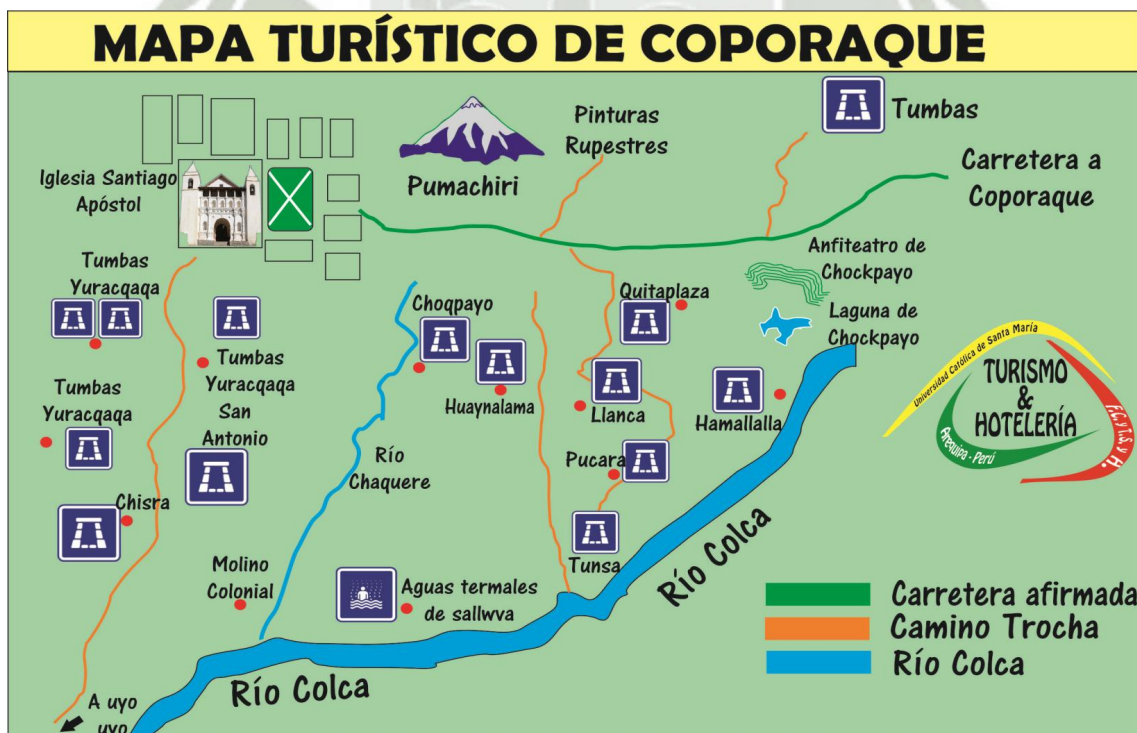 MAPA TURÍSTICO DE COPORAQUE
Tumbas
Pinturas
Rupestres
Carretera a
Coporaque
Iglesia Santiago
Apóstol
Pumachiri
Anfiteatro de
Chockpayo
Tumbas
Yuracqaqa
Choqpayo
Quitaplaza
Laguna de
Chockpayo
Tumbas
Yuracqaqa
San
Antonio
Tumbas
Yuracqaqa
Huaynalama
Llanca
Hamallalla
Universidad Católica de Santa María
TURISMO
&
HOTELERÍA
Arequipa - Perú
F.C. y T.S. y H.
Río
Chaquere
Pucara
Chisra
Tunsa
Molino
Colonial
Aguas termales
de sallwva
Río Colca
Río Colca
A uyo
uyo
Carretera afirmada
Camino Trocha
Río Colca